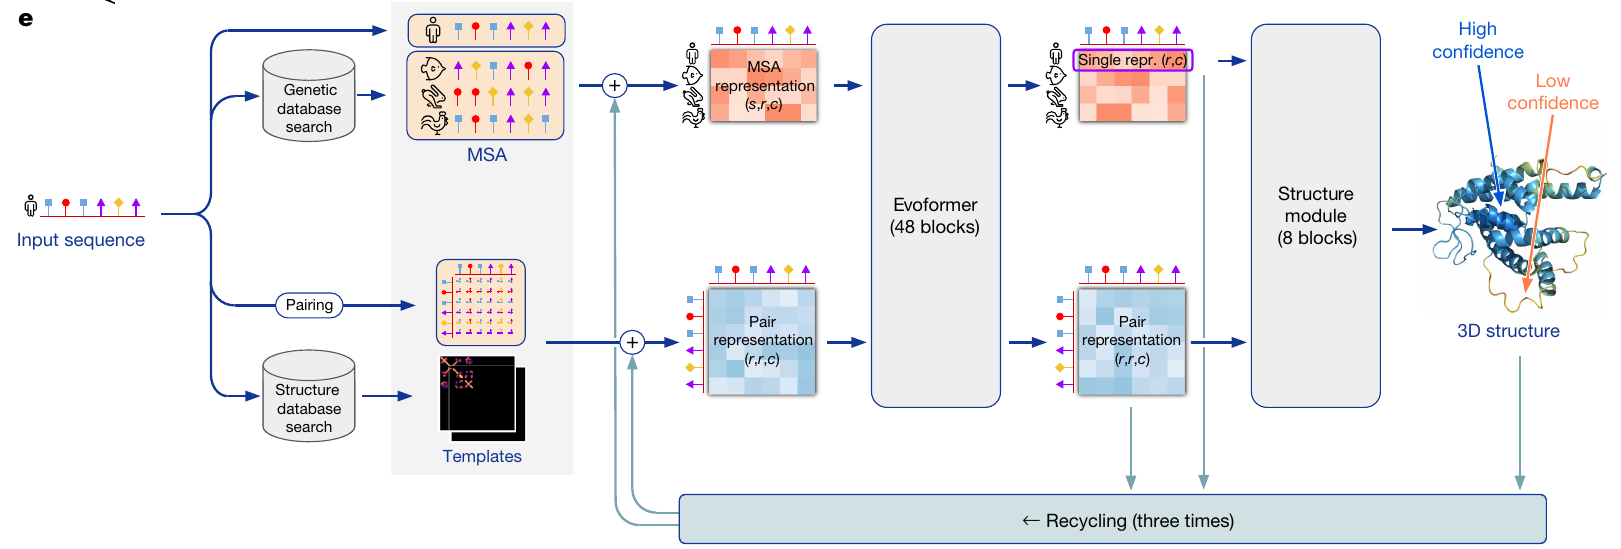 e
Input sequence
Genetic
database
search
Pairing
Structure
database
search
MSA
Templates
+
+
MSA
representation
(s,r,c)
Pair
representation
(r,r,c)
Evoformer
(48 blocks)
Single repr. (r,c)
Pair
representation
(r,r,c)
Structure
module
(8 blocks)
High
confidence
Low
confidence
3D structure
← Recycling (three times)